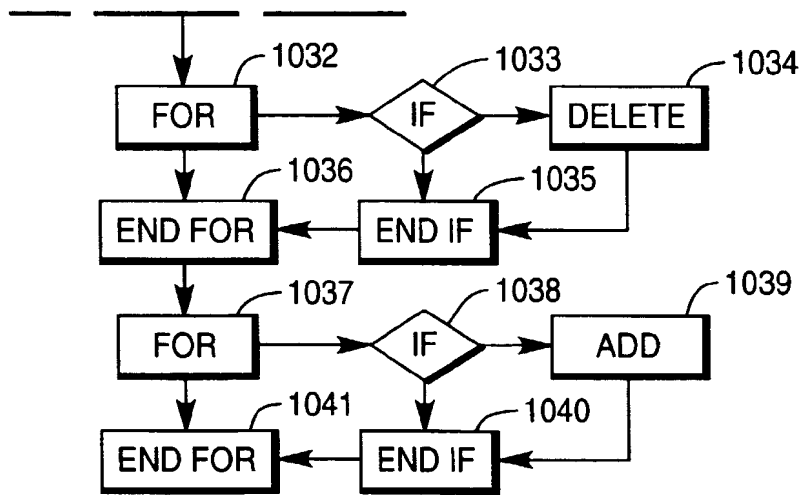 1032 1033 1034
FOR IF DELETE
1036 1035
END FOR END IF
1037 1038 1039
FOR IF ADD
1041 1040
END FOR END IF